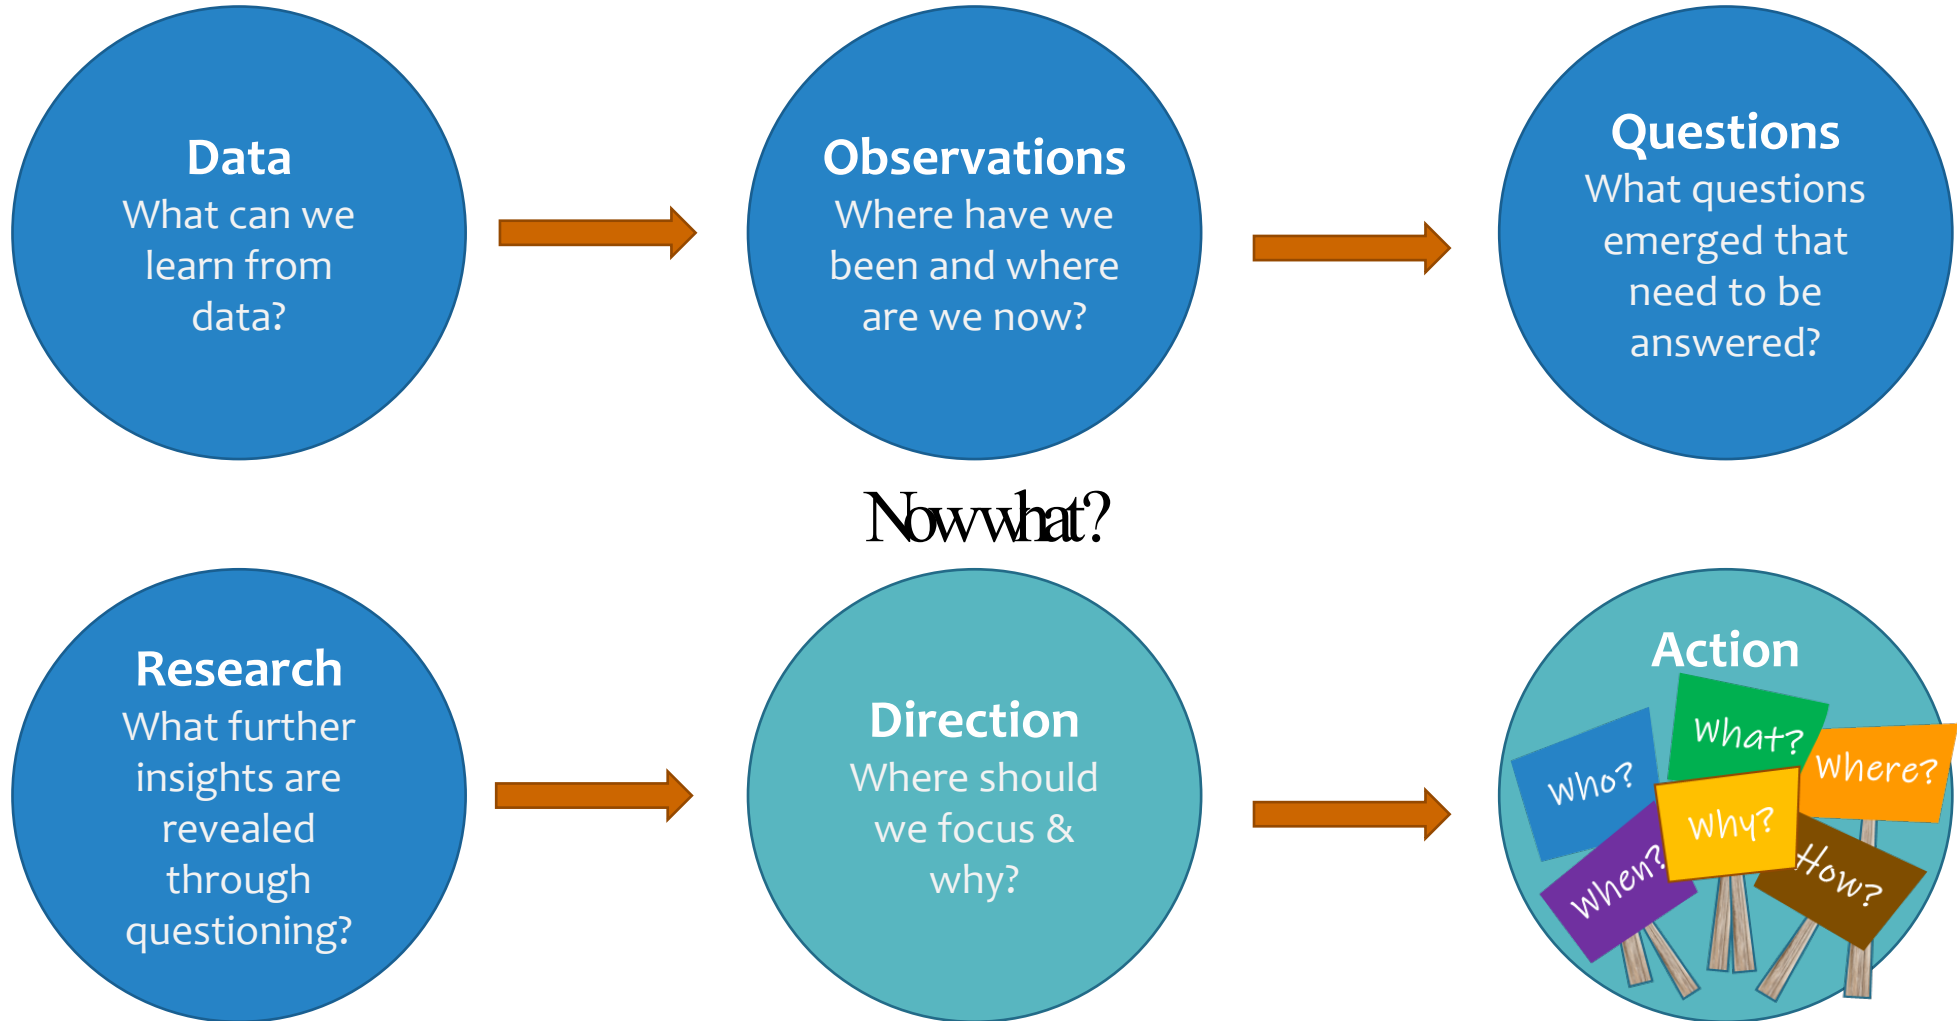 Data
What can we
learn from
data?
Observations
Where have we
been and where
are we now?
Questions
What questions
emerged that
need to be
answered?
Now what?
Research
What further
insights are
revealed
through
questioning?
Direction
Where should
we focus &
why?
Action
Who?
What?
Where?
When?
Why?
How?